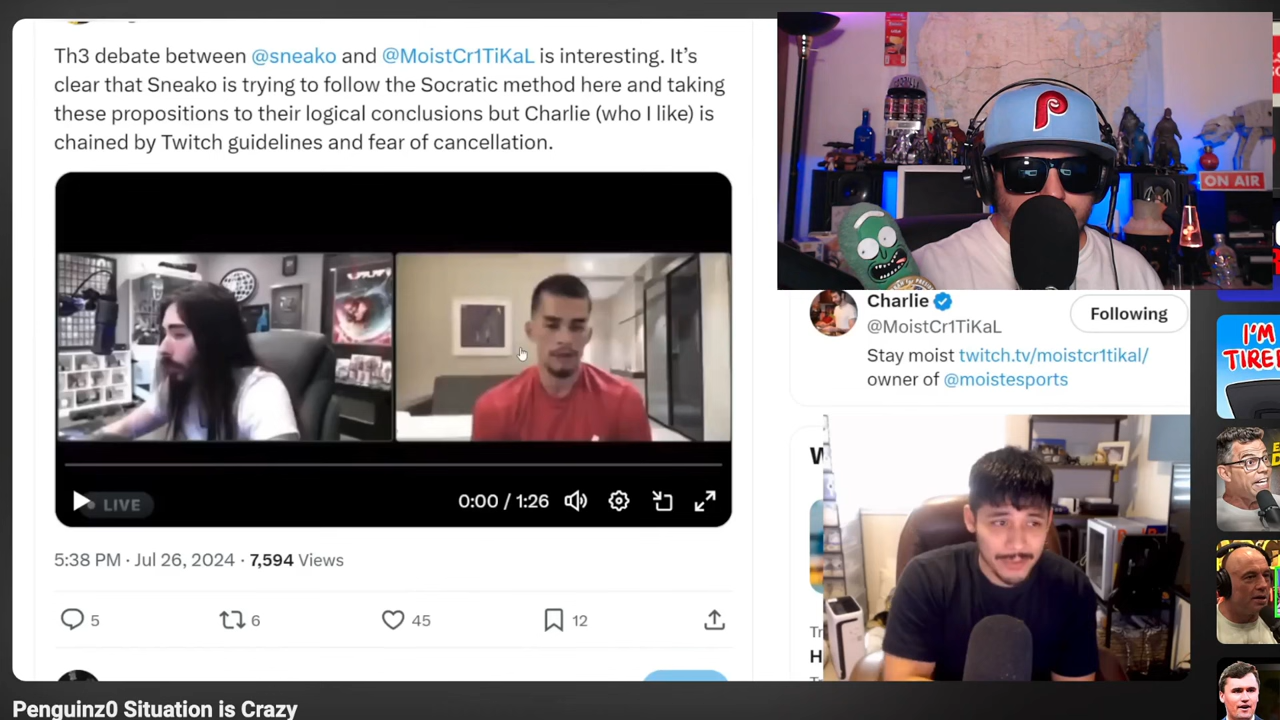 Th3 debate between @sneako and @MoistCr1TiKaL is interesting. It’s
clear that Sneako is trying to follow the Socratic method here and taking
these propositions to their logical conclusions but Charlie (who I like) is
chained by Twitch guidelines and fear of cancellation.
LIVE
0:00 / 1:26
5:38 PM · Jul 26, 2024 · 7,594 Views
5
6
45
12
P
ON AIR
Charlie
@MoistCr1TiKaL
Following
Stay moist twitch.tv/moistcr1tikal/
owner of @moistesports
W
Tr
H
I'M
TIRED
Penguinz0 Situation is Crazy